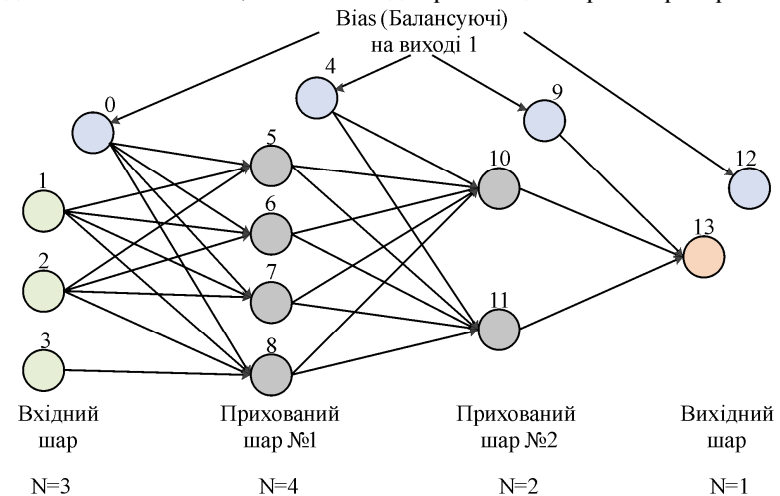 Bias (Балансуючі)
на виході 1
0
4
9
12
1
5
10
6
13
2
7
11
3
8
Вхідний
шар
Прихований
шар №1
Прихований
шар №2
Вихідний
шар
N=3
N=4
N=2
N=1